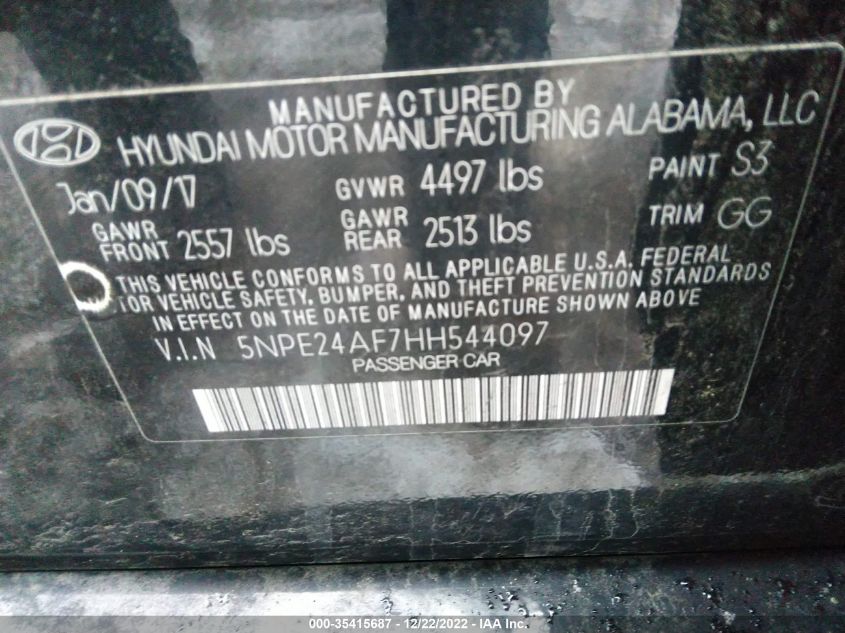 MANUFACTURED BY
HYUNDAI MOTOR MANUFACTURING ALABAMA, LLC
Jan/09/17 GVWR 4497 lbs PAINT S3
GAWR FRONT 2557 lbs GAWR REAR 2513 lbs TRIM GG
THIS VEHICLE CONFORMS TO ALL APPLICABLE U.S.A. FEDERAL
TOR VEHICLE SAFETY, BUMPER, AND THEFT PREVENTION STANDARDS
IN EFFECT ON THE DATE OF MANUFACTURE SHOWN ABOVE
V.I.N 5NPE24AF7HH544097
PASSENGER CAR
000-35415687 - 12/22/2022 - IAA Inc.